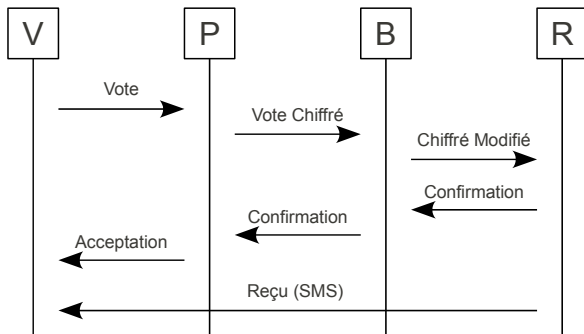 V P B R
Vote
Vote Chiffré
Chiffré Modifié
Confirmation
Confirmation
Acceptation
Reçu (SMS)